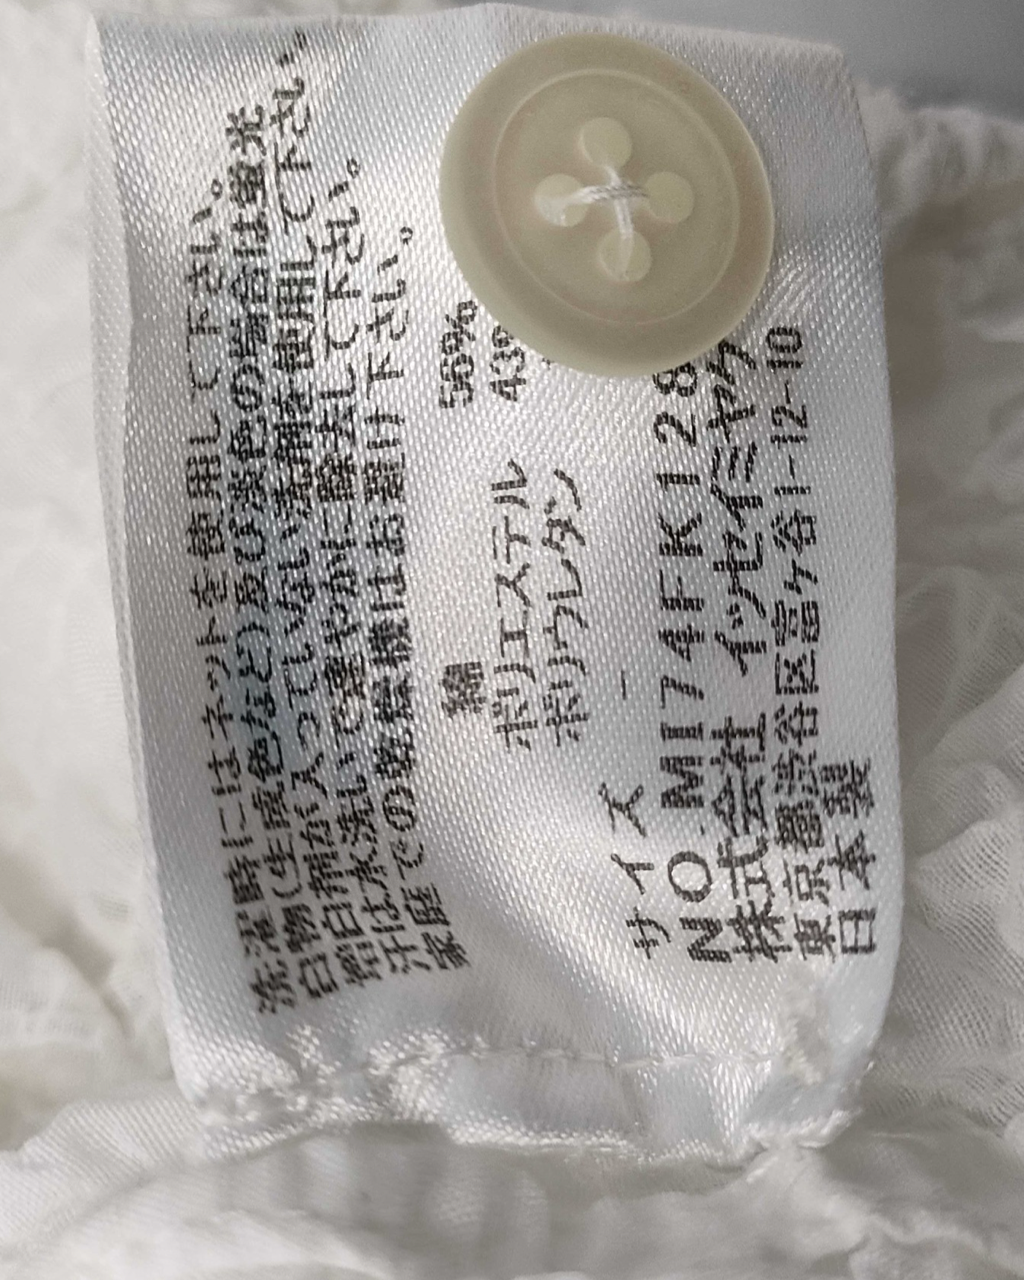 洗濯時にはネットを使用して下さい。
白物(生成色など)及び淡色の場合は蛍光
増白剤が入っていない洗剤を使用して下さい。
汗は水洗いで速やかに除去して下さい。
家庭での乾燥機はお避け下さい。
綿 56%
ポリエステル 43
ポリウレタン
サイズ -
NO.MI74FK128
株式会社 イッセイミヤケ
東京都渋谷区富ヶ谷1-12-10
日本製